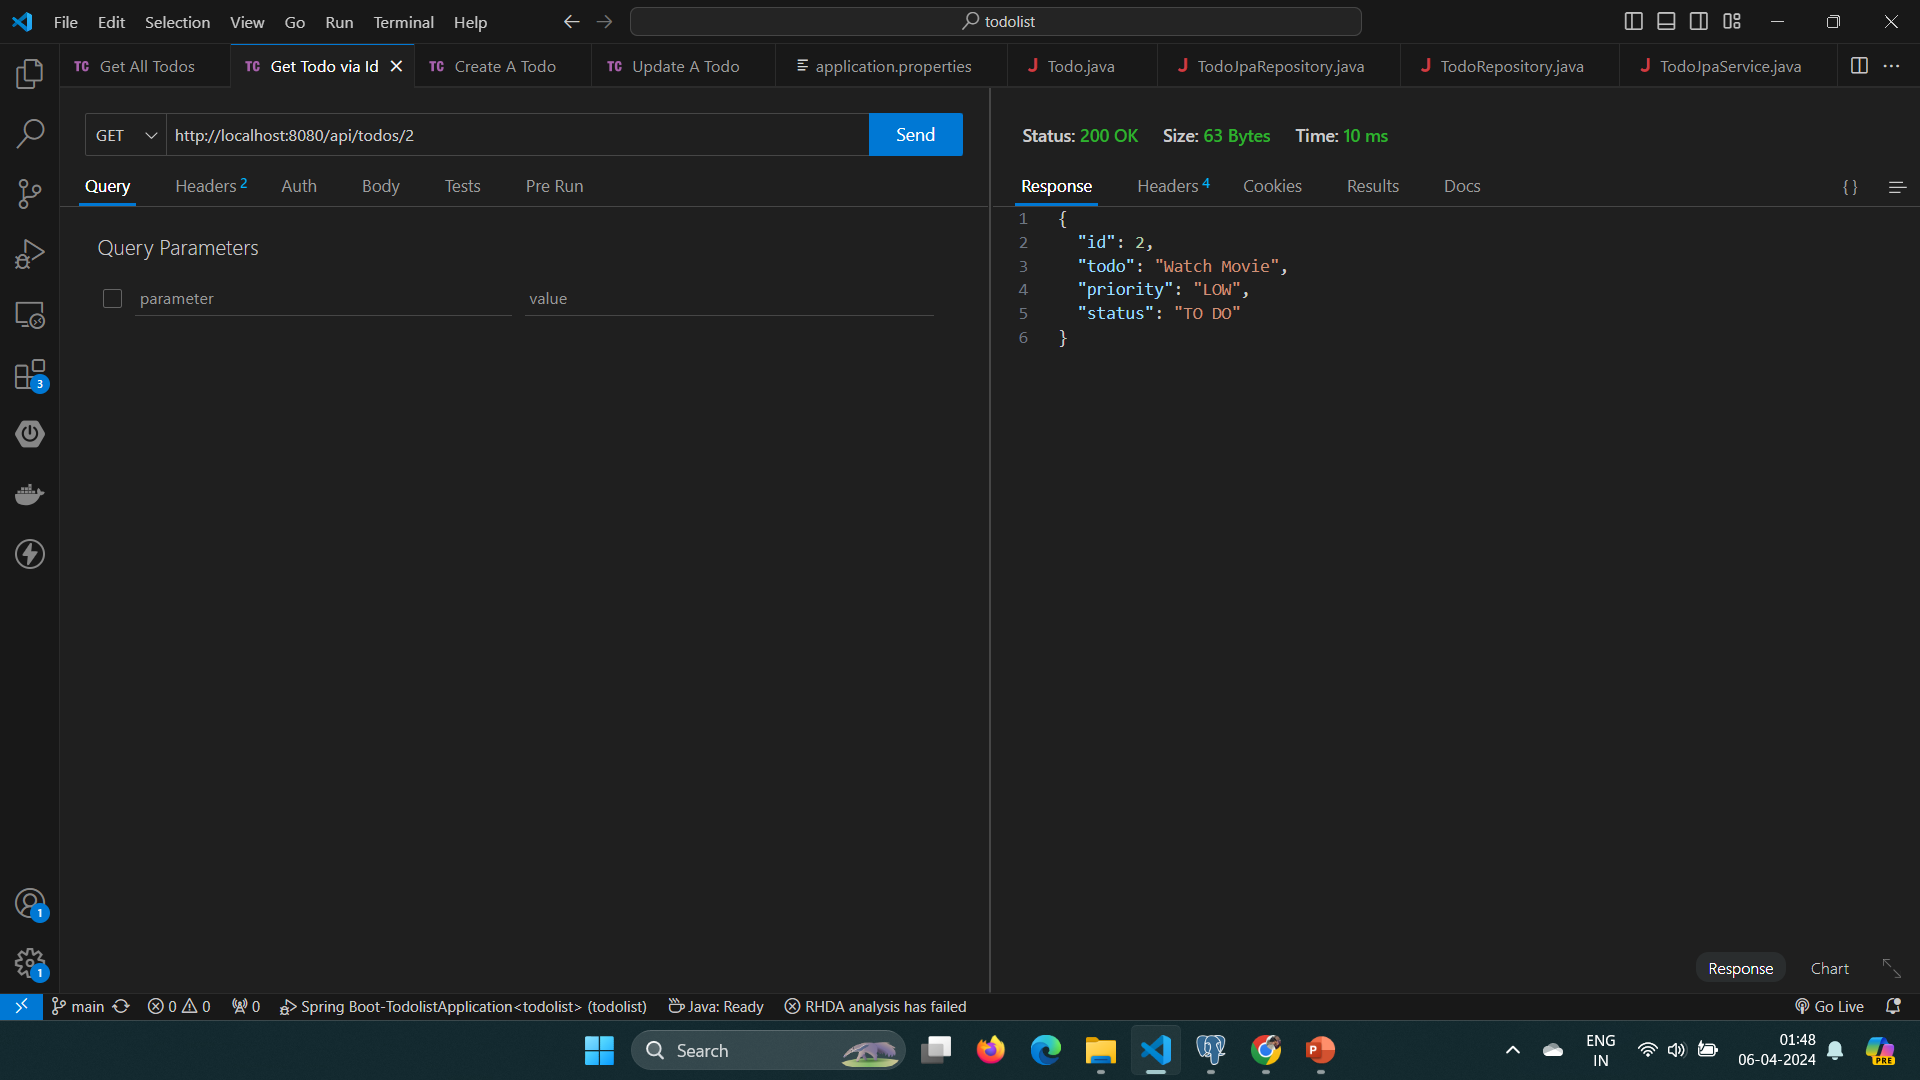 File Edit Selection View Go Run Terminal Help
todolist
TC Get All Todos
TC Get Todo via Id
TC Create A Todo
TC Update A Todo
application.properties
J Todo.java
J TodoJpaRepository.java
J TodoRepository.java
J TodoJpaService.java
GET
http://localhost:8080/api/todos/2
Send
Query Headers 2 Auth Body Tests Pre Run
Query Parameters
parameter value
Status: 200 OK Size: 63 Bytes Time: 10 ms
Response Headers 4 Cookies Results Docs
{ }
1 {
2 "id": 2,
3 "todo": "Watch Movie",
4 "priority": "LOW",
5 "status": "TO DO"
6 }
3
1
1
Response Chart
main 0 0 0 Spring Boot-TodolistApplication<todolist> (todolist) Java: Ready RHDA analysis has failed Go Live
Search
P
ENG
IN
01:48
06-04-2024
PRE